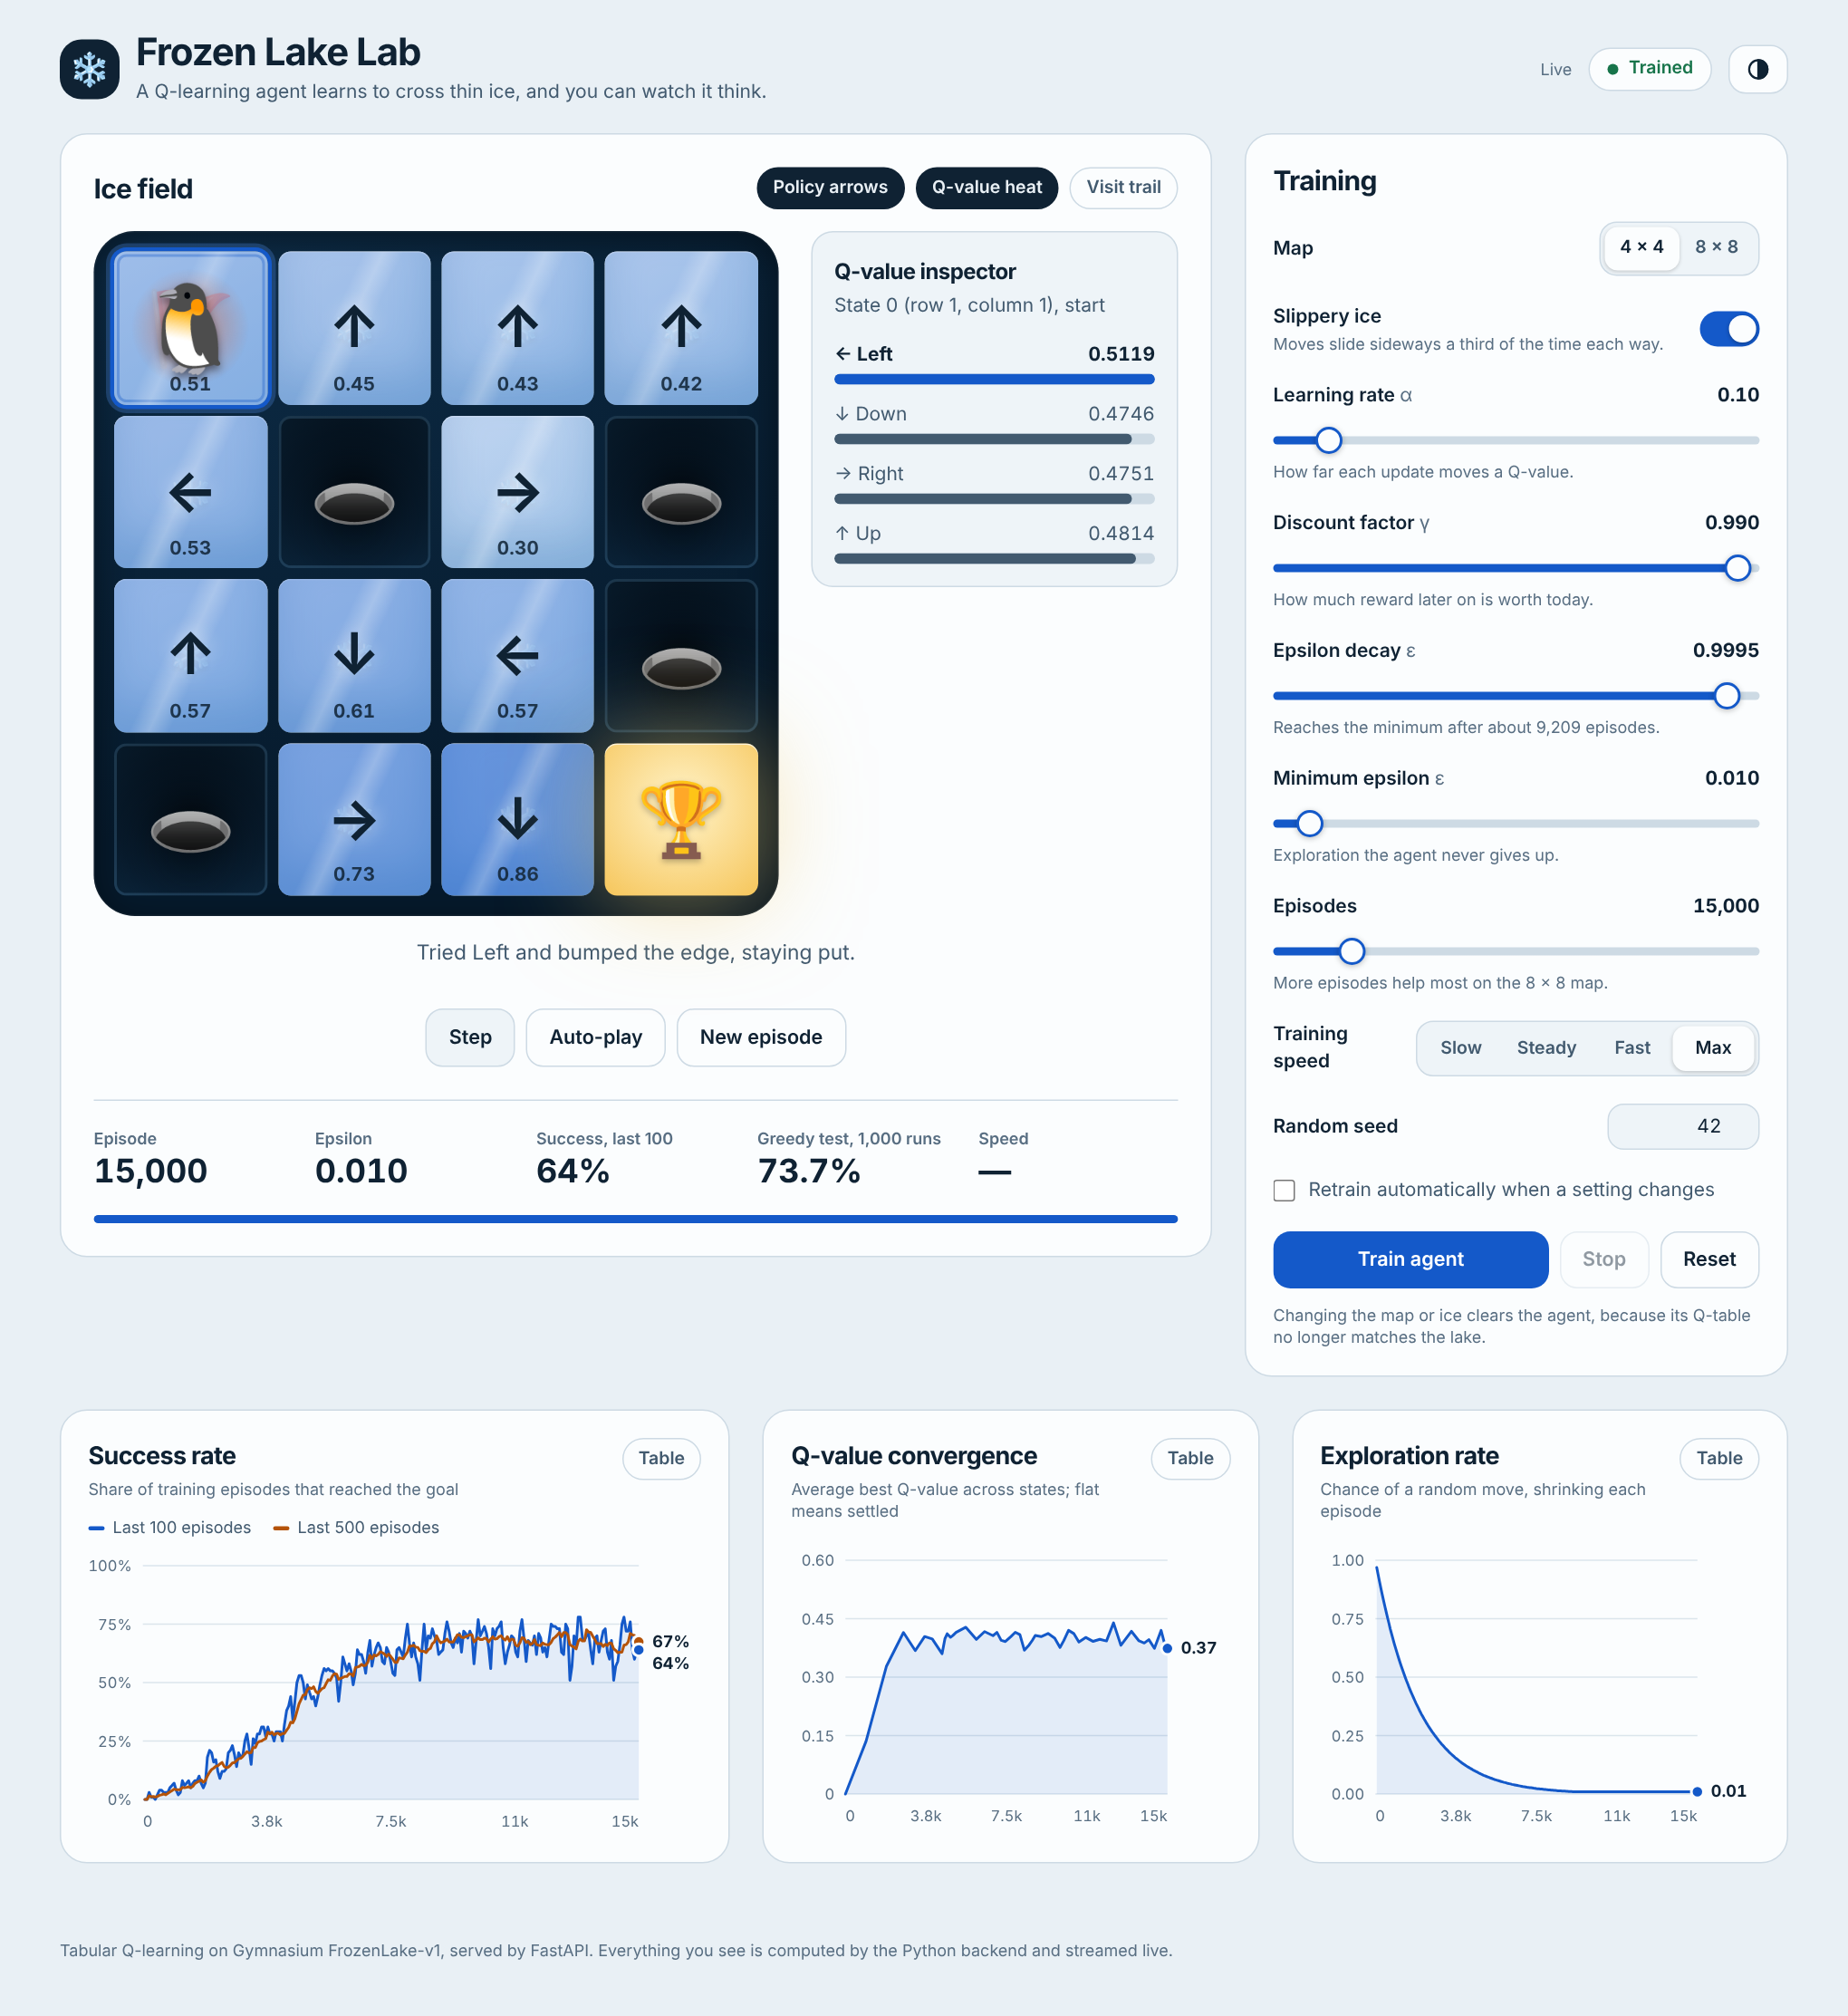 Frozen Lake Lab
A Q-learning agent learns to cross thin ice, and you can watch it think.
Live
Trained
Ice field
Policy arrows
Q-value heat
Visit trail
0.51
↑
0.45
↑
0.43
↑
0.42
←
0.53
→
0.30
↑
0.57
↓
0.61
←
0.57
→
0.73
↓
0.86
Q-value inspector
State 0 (row 1, column 1), start
← Left 0.5119
↓ Down 0.4746
→ Right 0.4751
↑ Up 0.4814
Tried Left and bumped the edge, staying put.
Step
Auto-play
New episode
Episode
15,000
Epsilon
0.010
Success, last 100
64%
Greedy test, 1,000 runs
73.7%
Speed
—
Training
Map
4 × 4
8 × 8
Slippery ice
Moves slide sideways a third of the time each way.
Learning rate α 0.10
How far each update moves a Q-value.
Discount factor γ 0.990
How much reward later on is worth today.
Epsilon decay ε 0.9995
Reaches the minimum after about 9,209 episodes.
Minimum epsilon ε 0.010
Exploration the agent never gives up.
Episodes 15,000
More episodes help most on the 8 × 8 map.
Training
speed
Slow
Steady
Fast
Max
Random seed 42
Retrain automatically when a setting changes
Train agent
Stop
Reset
Changing the map or ice clears the agent, because its Q-table
no longer matches the lake.
Success rate
Table
Share of training episodes that reached the goal
Last 100 episodes
Last 500 episodes
100%
75%
50%
25%
0%
67%
64%
0 3.8k 7.5k 11k 15k
Q-value convergence
Table
Average best Q-value across states; flat
means settled
0.60
0.45
0.30
0.15
0
0.37
0 3.8k 7.5k 11k 15k
Exploration rate
Table
Chance of a random move, shrinking each
episode
1.00
0.75
0.50
0.25
0.00
0.01
0 3.8k 7.5k 11k 15k
Tabular Q-learning on Gymnasium FrozenLake-v1, served by FastAPI. Everything you see is computed by the Python backend and streamed live.